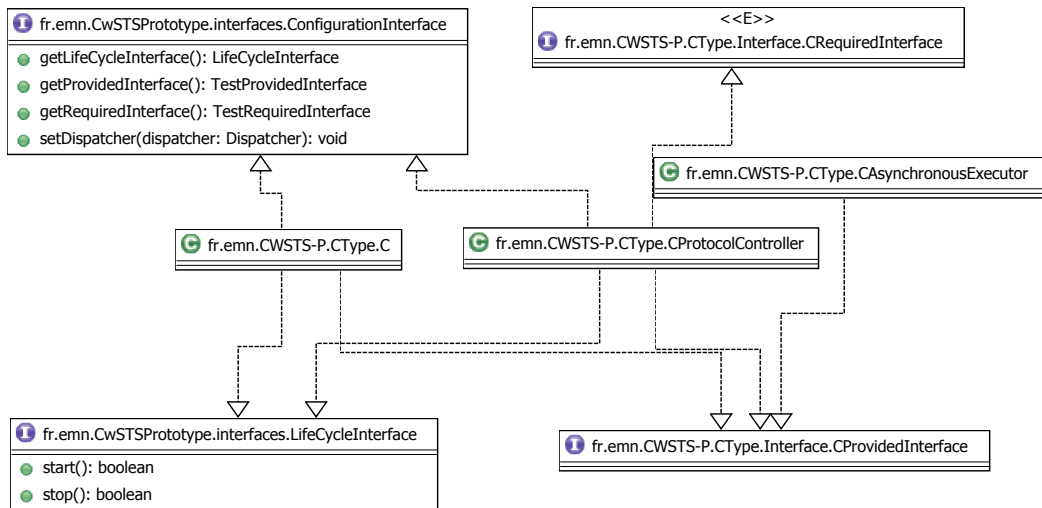 fr.emn.CwSTSPrototype.interfaces.ConfigurationInterface
getLifeCycleInterface(): LifeCycleInterface
getProvidedInterface(): TestProvidedInterface
getRequiredInterface(): TestRequiredInterface
setDispatcher(dispatcher: Dispatcher): void
<<E>>
fr.emn.CWSTS-P.CType.Interface.CRequiredInterface
fr.emn.CWSTS-P.CType.CAsynchronousExecutor
fr.emn.CWSTS-P.CType.C
fr.emn.CWSTS-P.CType.CProtocolController
fr.emn.CwSTSPrototype.interfaces.LifeCycleInterface
start(): boolean
stop(): boolean
fr.emn.CWSTS-P.CType.Interface.CProvidedInterface